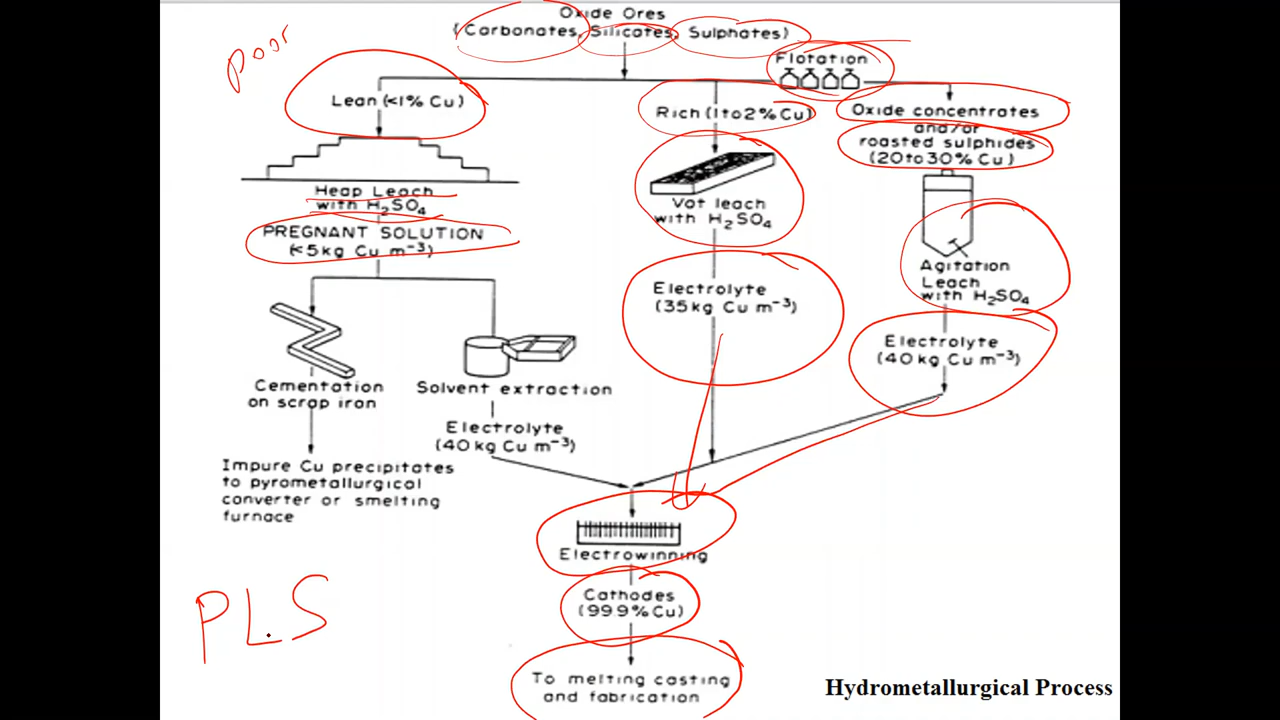 Oxide Ores
(Carbonates, Silicates, Sulphates)
poor
Flotation
Lean (<1% Cu)
Rich (1 to 2% Cu)
Oxide concentrates
and/or
roasted sulphides
(20 to 30% Cu)
Heap Leach
with H₂SO₄
PREGNANT SOLUTION
(<5 kg Cu m⁻³)
Vat leach
with H₂SO₄
Agitation
Leach
with H₂SO₄
Electrolyte
(35 kg Cu m⁻³)
Electrolyte
(40 kg Cu m⁻³)
Cementation
on scrap iron
Solvent extraction
Electrolyte
(40 kg Cu m⁻³)
Impure Cu precipitates
to pyrometallurgical
converter or smelting
furnace
Electrowinning
Cathodes
(99.9% Cu)
PLS
To melting casting
and fabrication
Hydrometallurgical Process